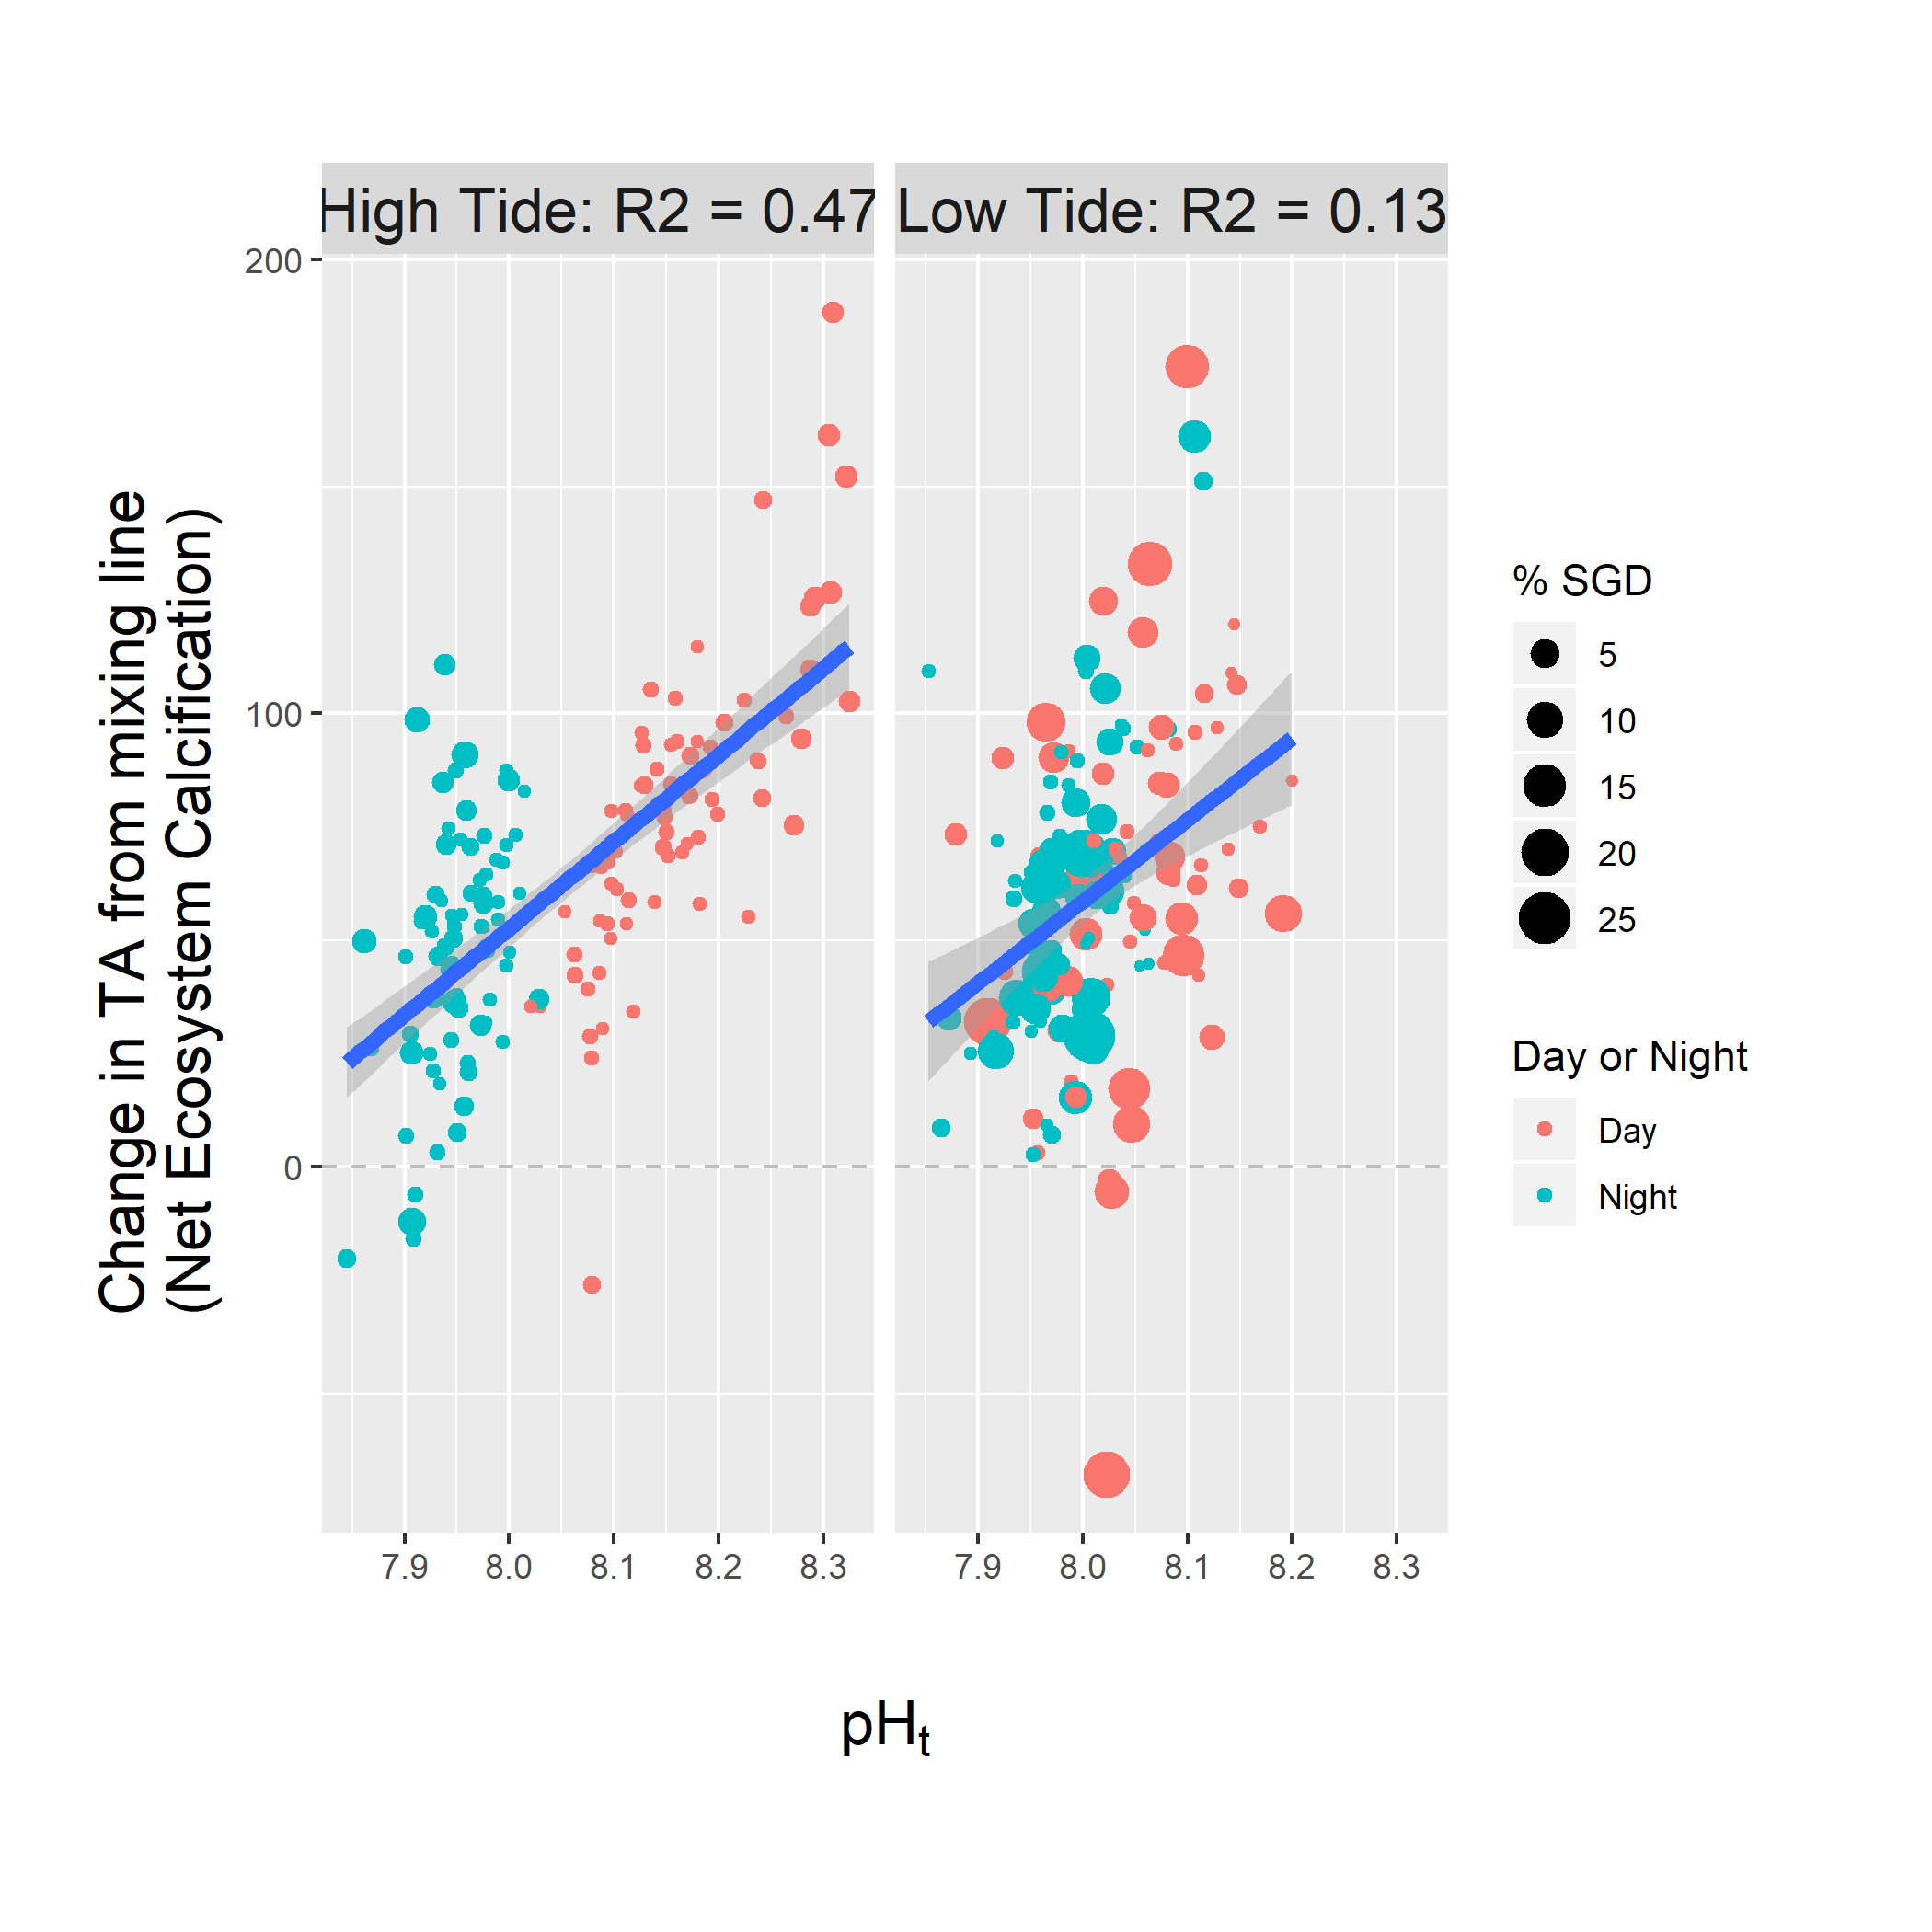 High Tide: R2 = 0.47
Low Tide: R2 = 0.13
Change in TA from mixing line
(Net Ecosystem Calcification)
200
100
0
7.9 8.0 8.1 8.2 8.3
7.9 8.0 8.1 8.2 8.3
pHt
% SGD
5
10
15
20
25
Day or Night
Day
Night